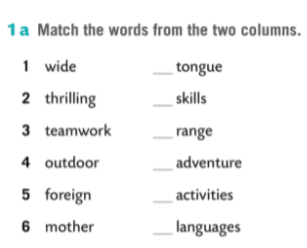 1 a Match the words from the two columns.
1 wide ___ tongue
2 thrilling ___ skills
3 teamwork ___ range
4 outdoor ___ adventure
5 foreign ___ activities
6 mother ___ languages